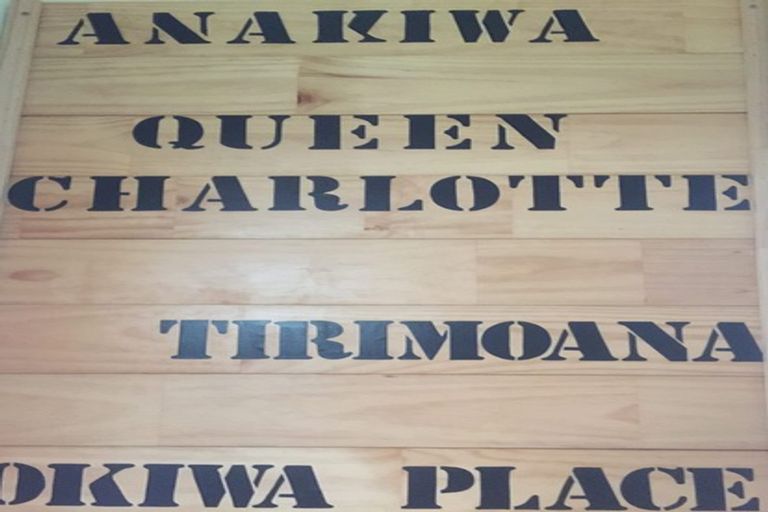 ANAKIWA
QUEEN
CHARLOTTE
TIRIMOANA
OKIWA PLACE